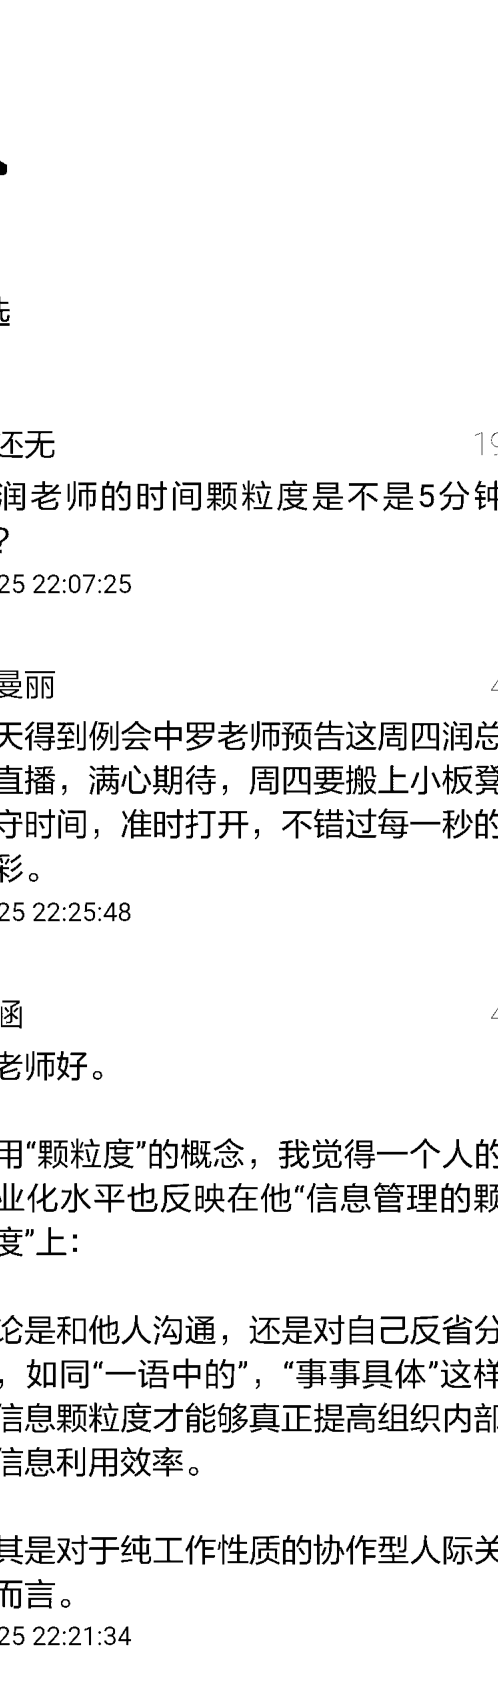 还无
19
润老师的时间颗粒度是不是5分钟
?
25 22:07:25
曼丽
4
天得到例会中罗老师预告这周四润总
直播，满心期待，周四要搬上小板凳
守时间，准时打开，不错过每一秒的
彩。
25 22:25:48
涵
4
老师好。
用“颗粒度”的概念，我觉得一个人的
业化水平也反映在他“信息管理的颗
度”上：
论是和他人沟通，还是对自己反省分
，如同“一语中的”，“事事具体”这样
信息颗粒度才能够真正提高组织内部
信息利用效率。
其是对于纯工作性质的协作型人际关
而言。
25 22:21:34